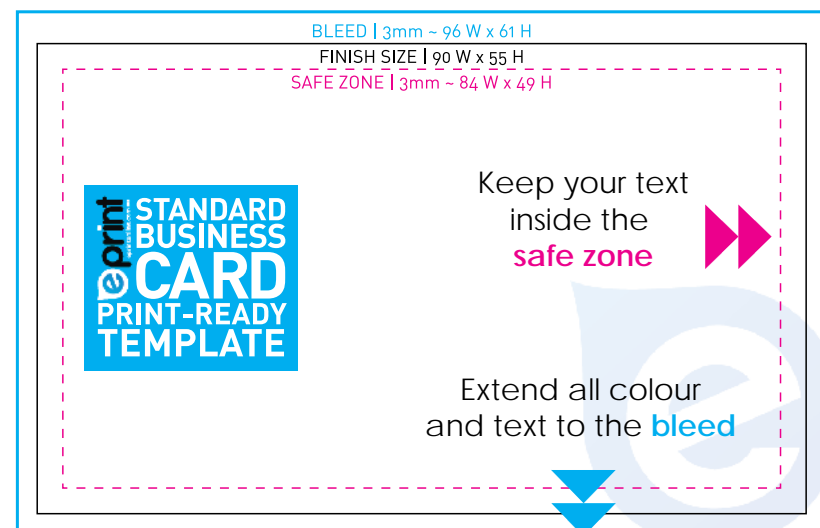 BLEED | 3mm ~ 96 W x 61 H
FINISH SIZE | 90 W x 55 H
SAFE ZONE | 3mm ~ 84 W x 49 H
eprint
STANDARD
BUSINESS
CARD
PRINT-READY
TEMPLATE
Keep your text
inside the
safe zone
Extend all colour
and text to the bleed
e